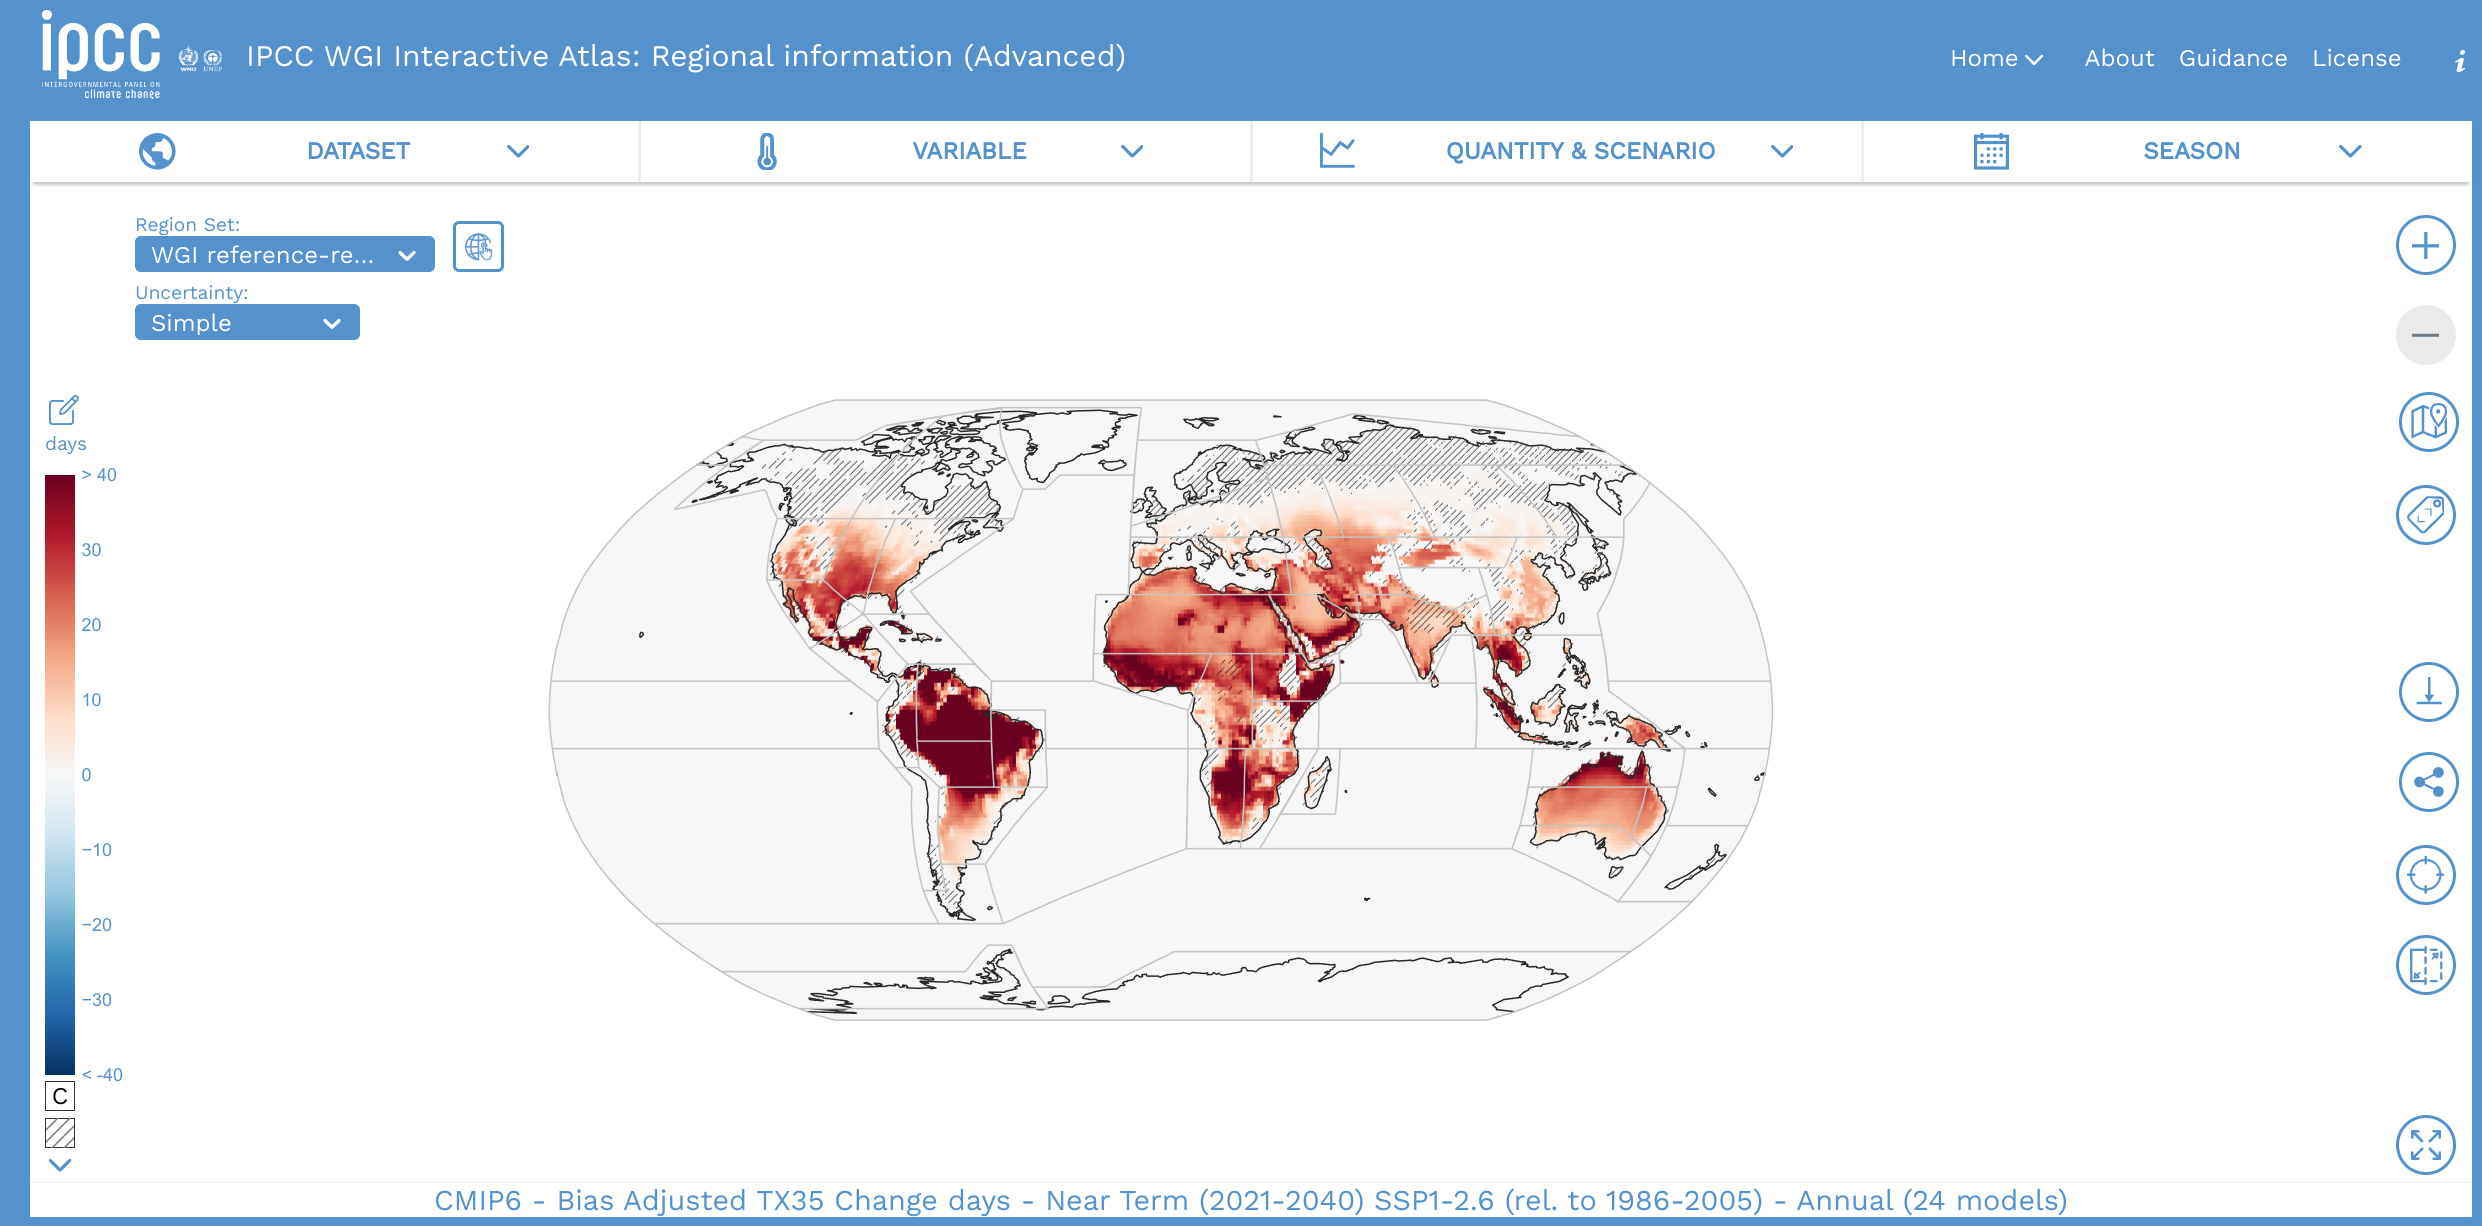 ipcc
INTERGOVERNMENTAL PANEL ON
climate change
WMO UNEP
IPCC WGI Interactive Atlas: Regional information (Advanced)
Home About Guidance License i
DATASET VARIABLE QUANTITY & SCENARIO SEASON
Region Set:
WGI reference-re...
Uncertainty:
Simple
days
> 40
30
20
10
0
−10
−20
−30
< -40
C
CMIP6 - Bias Adjusted TX35 Change days - Near Term (2021-2040) SSP1-2.6 (rel. to 1986-2005) - Annual (24 models)